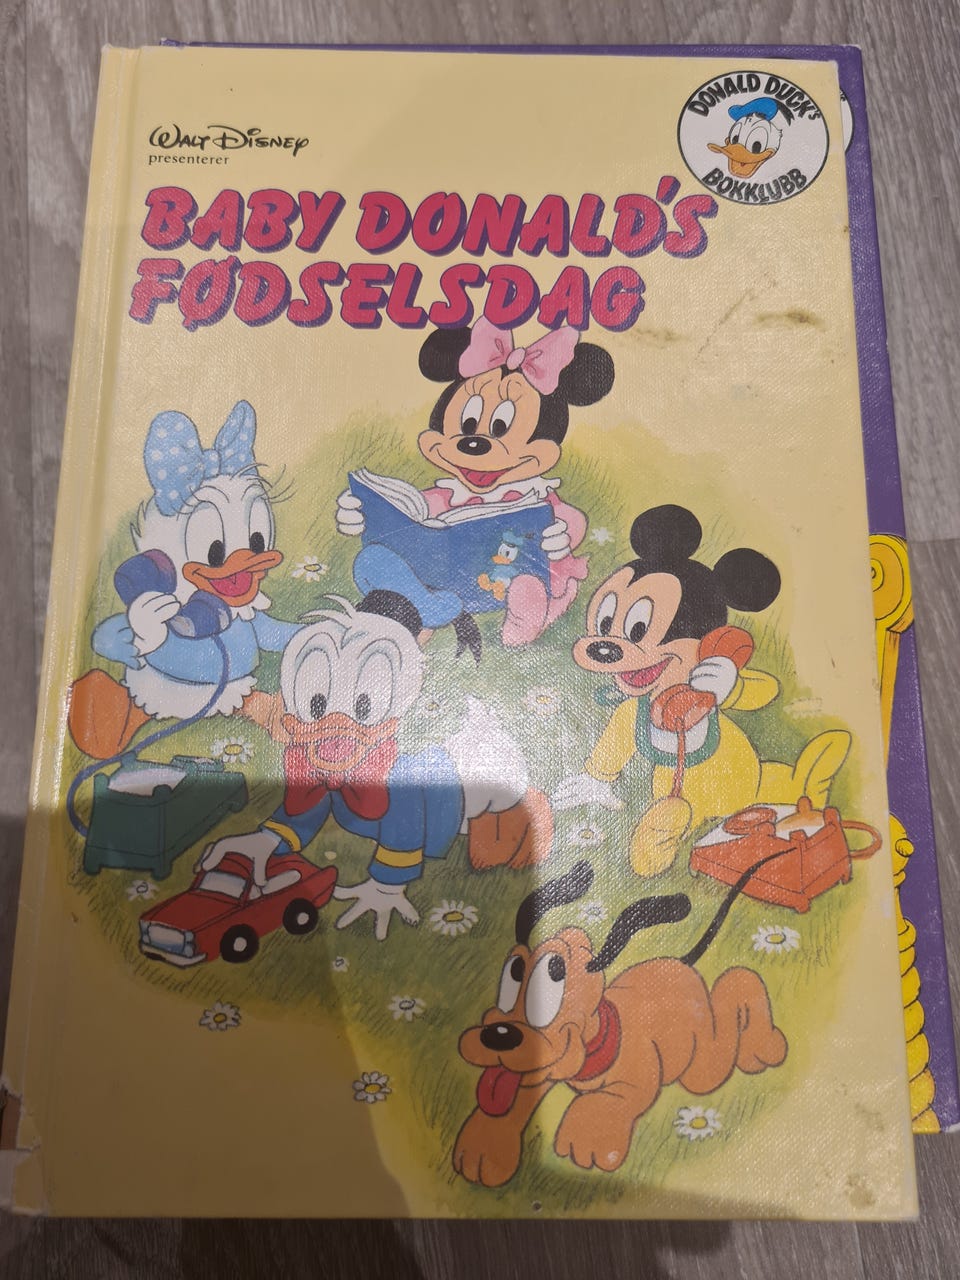 WALT DISNEY
presenterer
BABY DONALD'S
FØDSELSDAG
DONALD DUCK's
BOKKLUBB